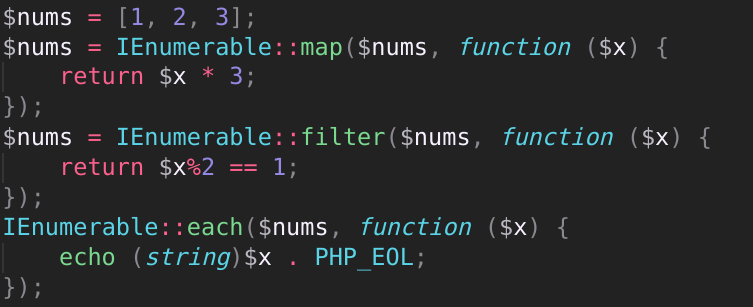 $nums = [1, 2, 3];
$nums = IEnumerable::map($nums, function ($x) {
    return $x * 3;
});
$nums = IEnumerable::filter($nums, function ($x) {
    return $x%2 == 1;
});
IEnumerable::each($nums, function ($x) {
    echo (string)$x . PHP_EOL;
});